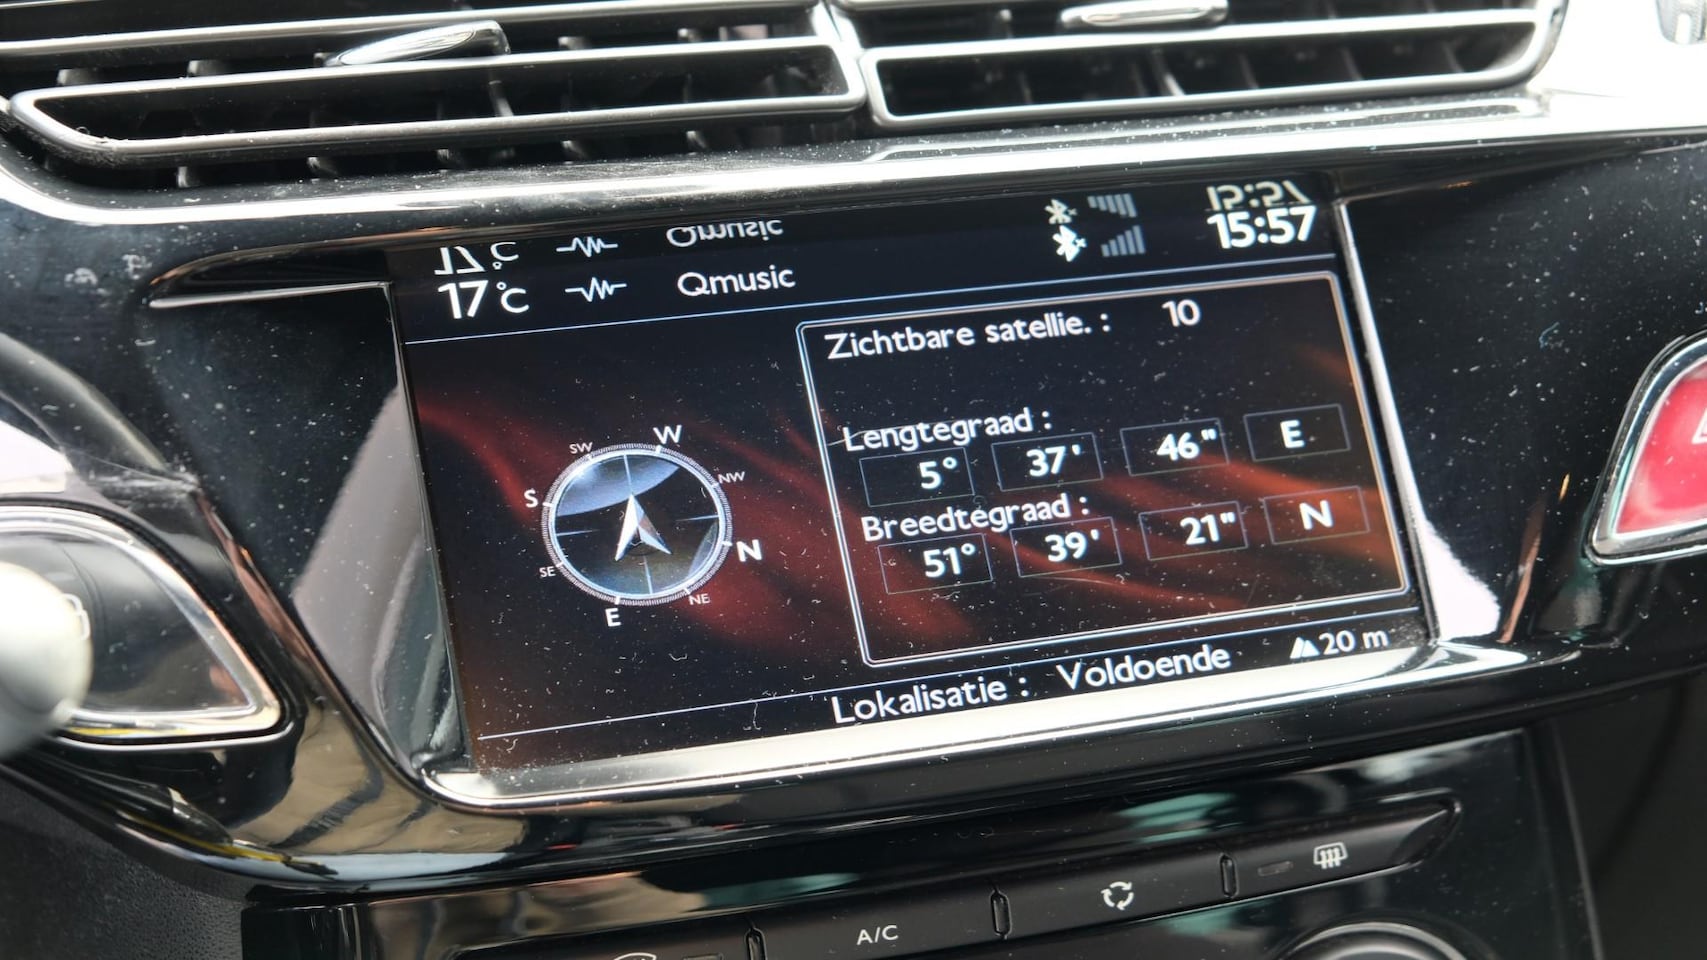 17°C Qmusic 15:57
Zichtbare satellie. : 10
Lengtegraad :
5° 37' 46" E
Breedtegraad :
51° 39' 21" N
SW W NW
S N
SE E NE
Lokalisatie : Voldoende 20 m
A/C